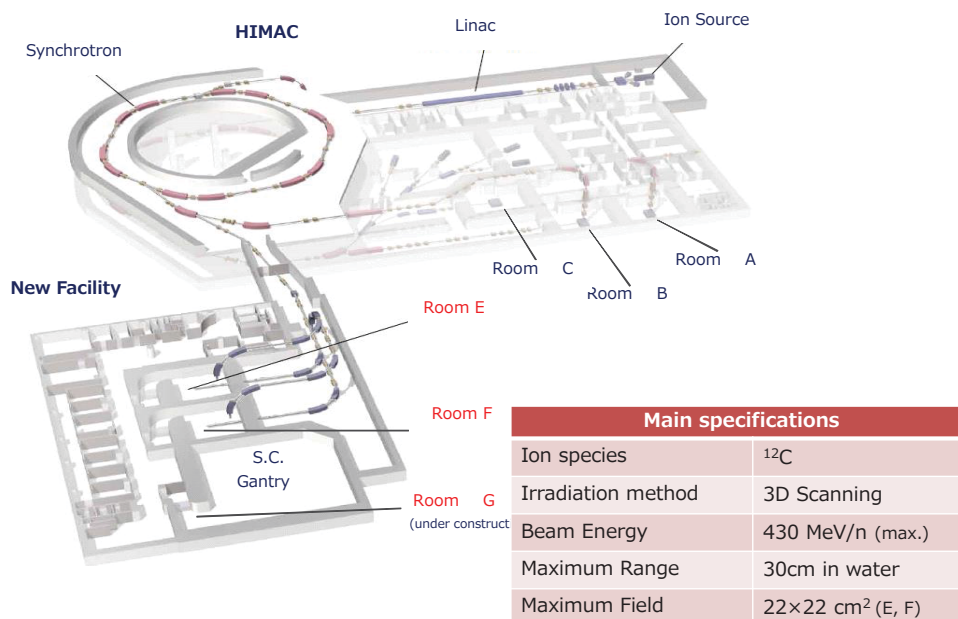 HIMAC
Linac
Ion Source
Synchrotron
Room C
Room B
Room A
New Facility
Room E
Room F
S.C.
Gantry
Room G
(under construct
Main specifications
Ion species ¹²C
Irradiation method 3D Scanning
Beam Energy 430 MeV/n (max.)
Maximum Range 30cm in water
Maximum Field 22×22 cm² (E, F)